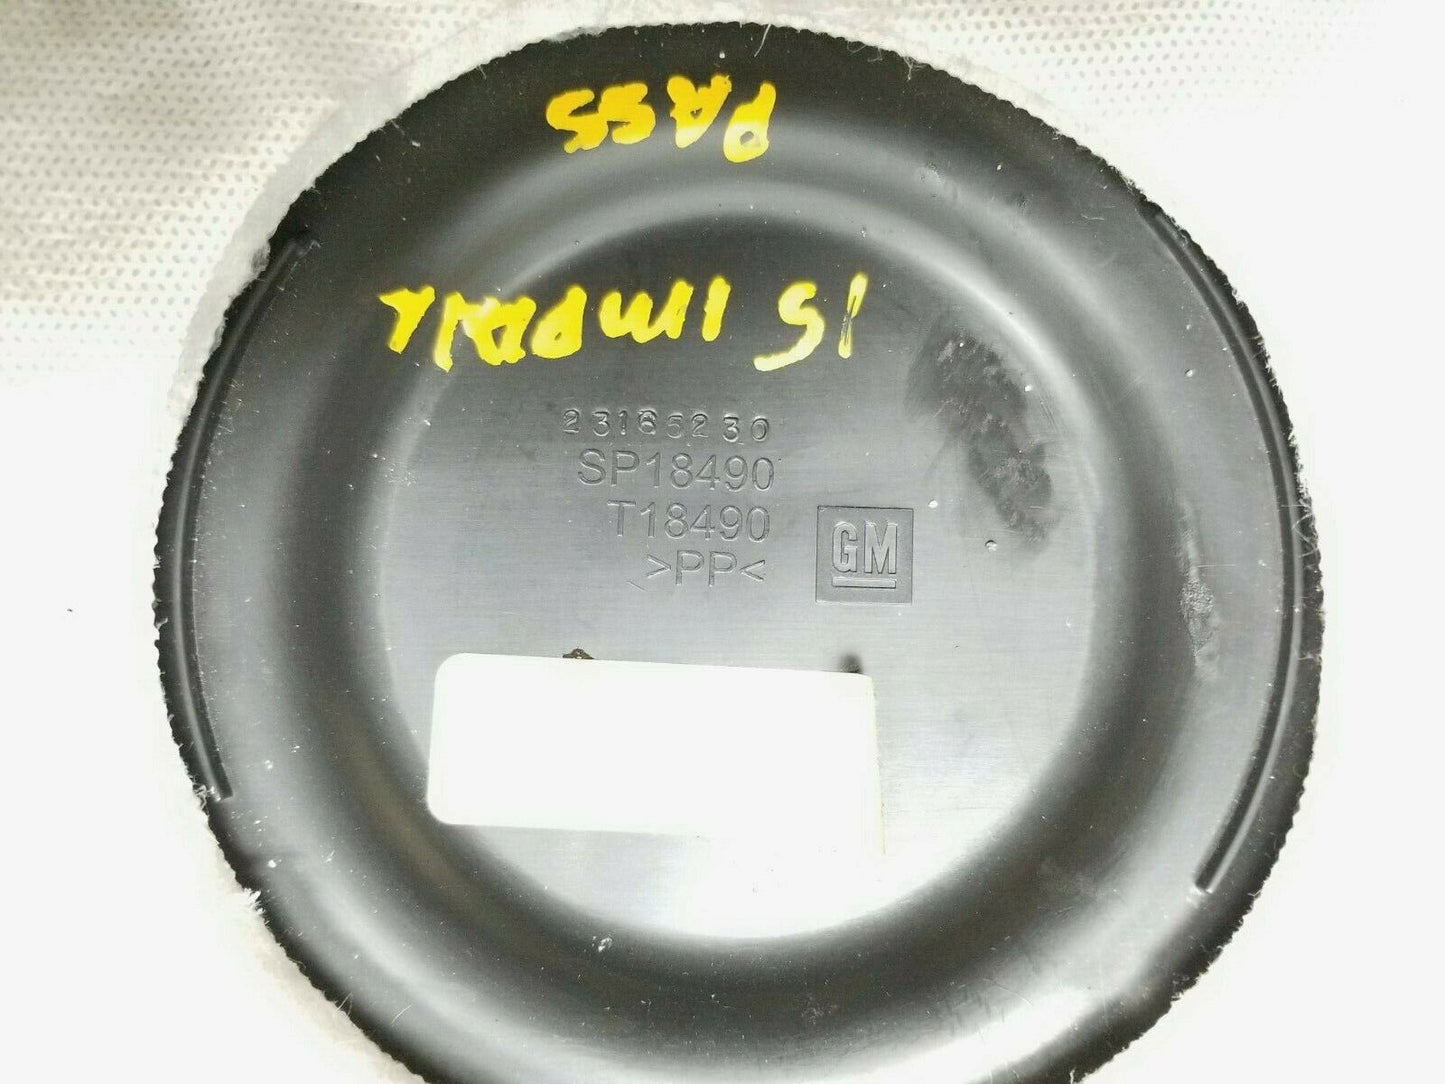 PASS
15 IMPALA
23165230
SP18490
T18490
>PP<
GM